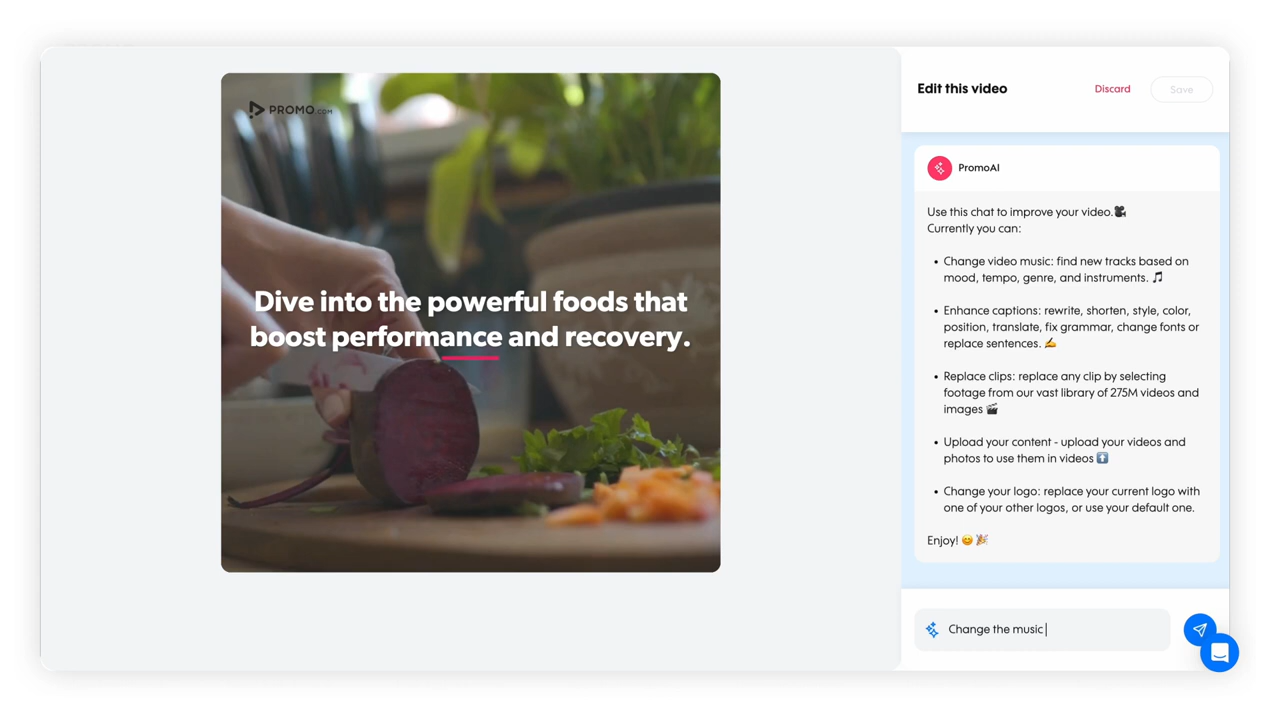 PROMO.COM
Dive into the powerful foods that
boost performance and recovery.
Edit this video
Discard
Save
PromoAI
Use this chat to improve your video.🎥
Currently you can:
• Change video music: find new tracks based on
mood, tempo, genre, and instruments. 🎵
• Enhance captions: rewrite, shorten, style, color,
position, translate, fix grammar, change fonts or
replace sentences. ✍️
• Replace clips: replace any clip by selecting
footage from our vast library of 275M videos and
images 🎬
• Upload your content - upload your videos and
photos to use them in videos ⬆️
• Change your logo: replace your current logo with
one of your other logos, or use your default one.
Enjoy! 😊 🎉
Change the music